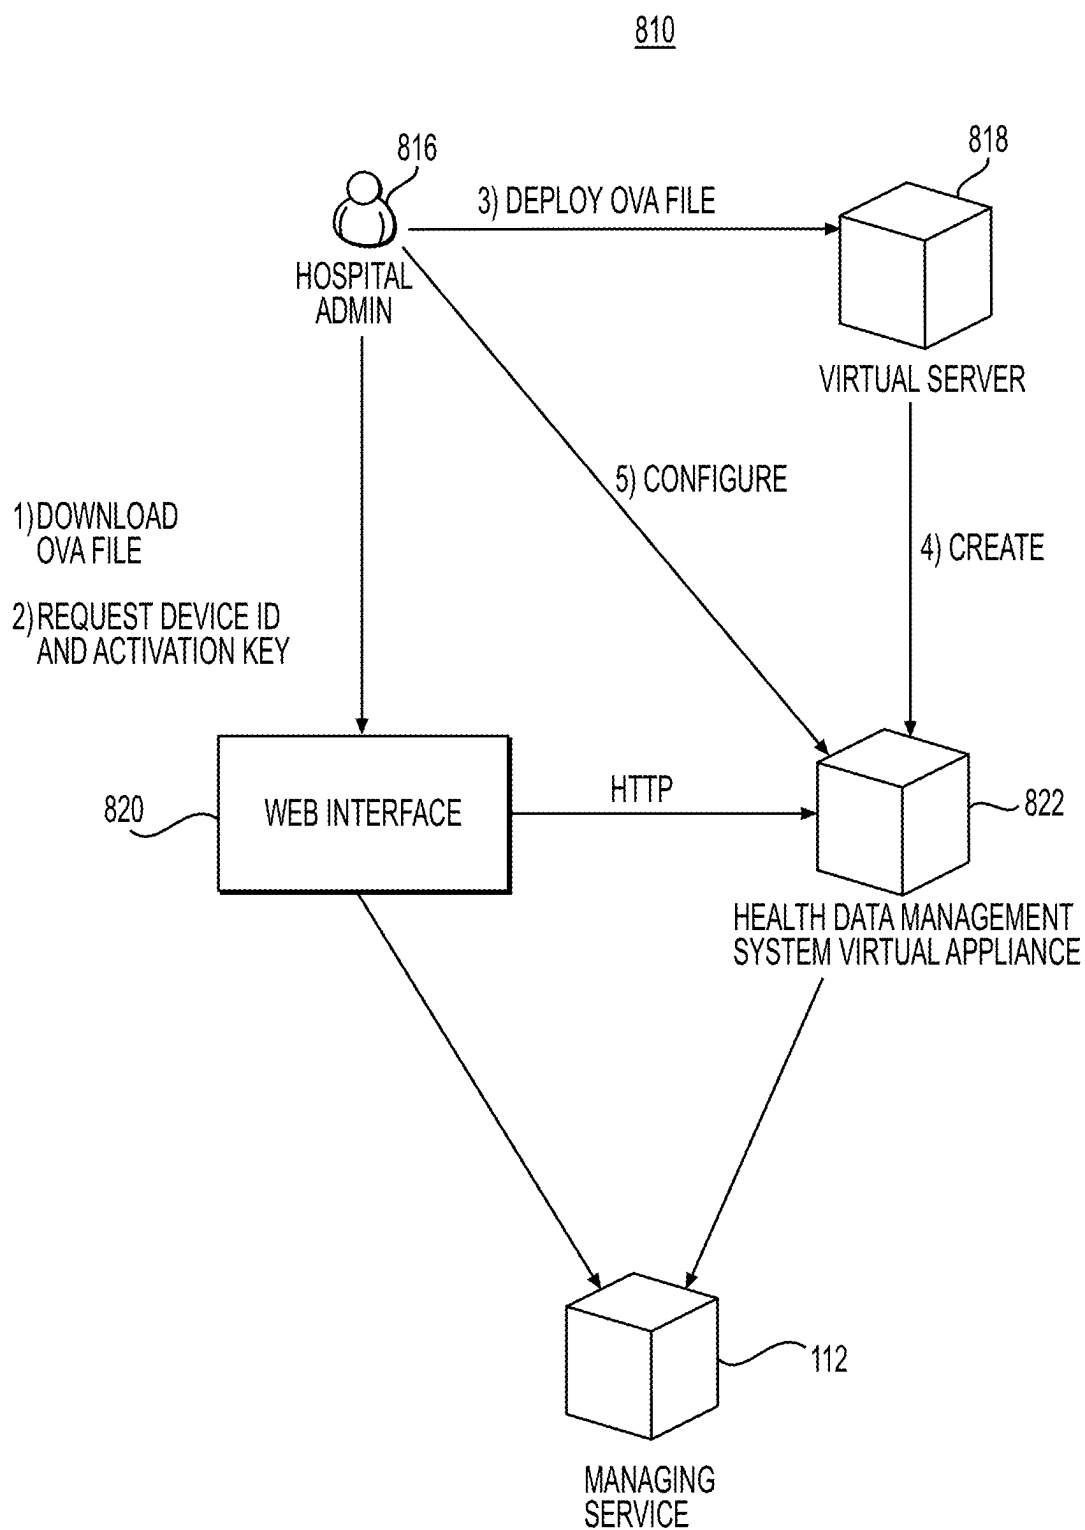 810
816
818
3) DEPLOY OVA FILE
HOSPITAL
ADMIN
VIRTUAL SERVER
5) CONFIGURE
1) DOWNLOAD
OVA FILE
4) CREATE
2) REQUEST DEVICE ID
AND ACTIVATION KEY
HTTP
820
WEB INTERFACE
822
HEALTH DATA MANAGEMENT
SYSTEM VIRTUAL APPLIANCE
112
MANAGING
SERVICE